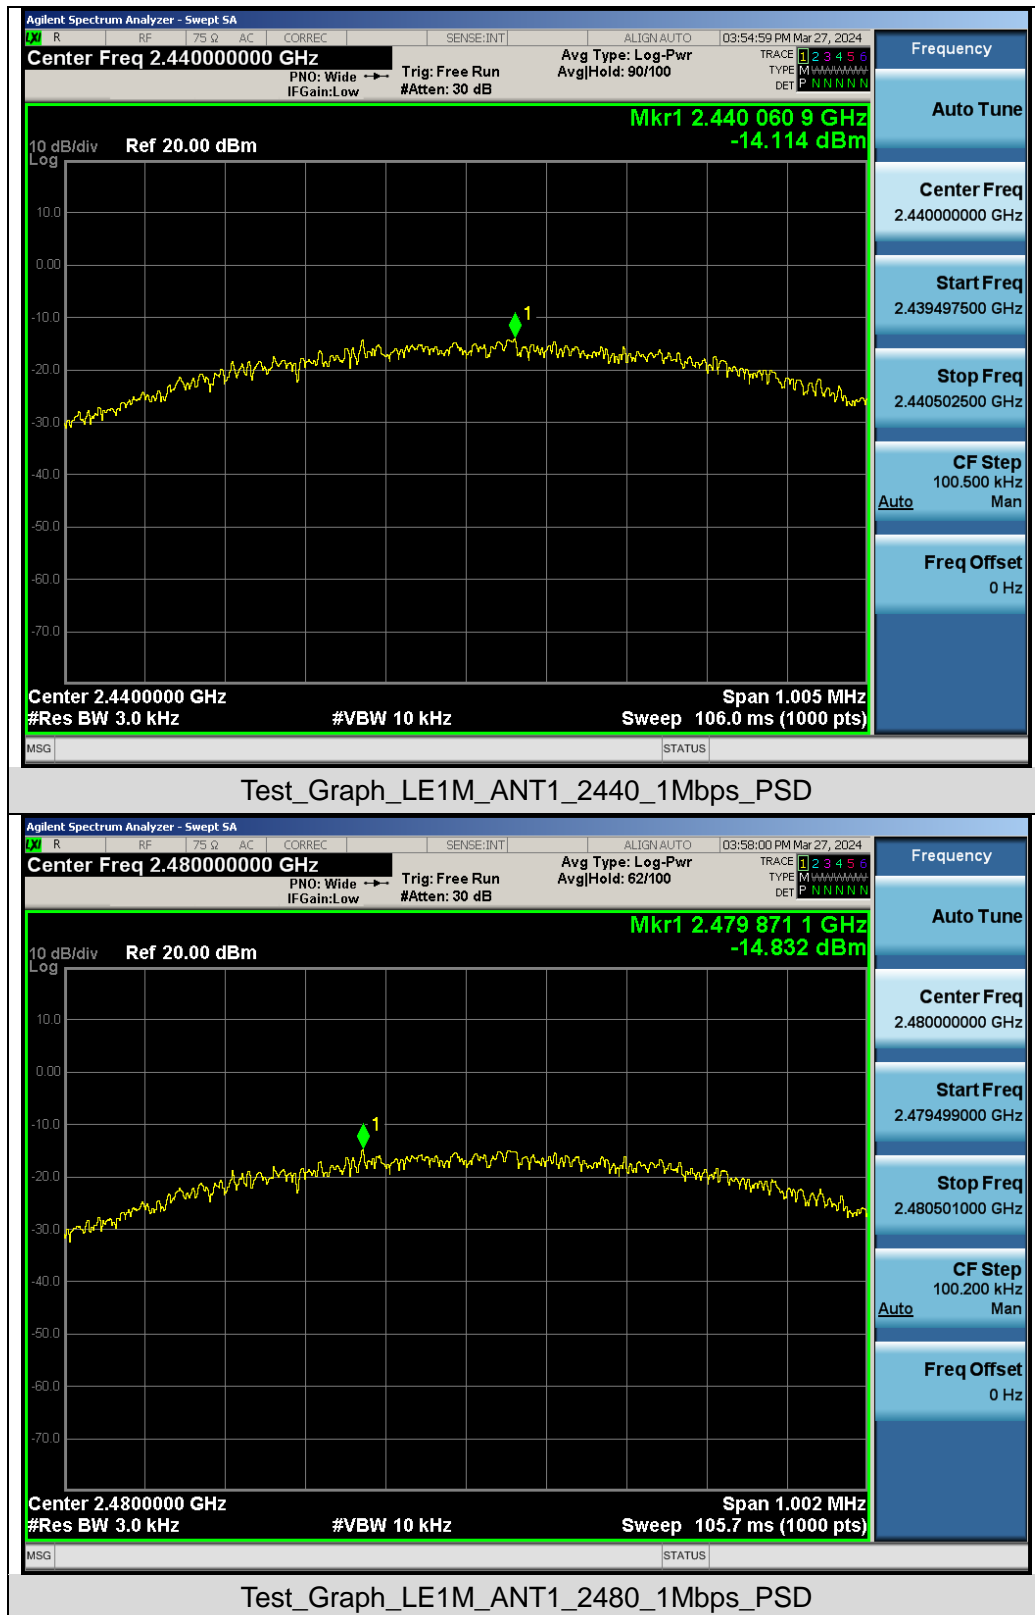 Agilent Spectrum Analyzer - Swept SA
LXI R RF 75 Ω AC CORREC SENSE:INT ALIGN AUTO 03:54:59 PM Mar 27, 2024
Center Freq 2.440000000 GHz
PNO: Wide
IFGain:Low
Trig: Free Run
#Atten: 30 dB
Avg Type: Log-Pwr
Avg|Hold: 90/100
TRACE 1 2 3 4 5 6
TYPE M
DET P N N N N N
Mkr1 2.440 060 9 GHz
-14.114 dBm
10 dB/div Ref 20.00 dBm
Log
10.0
0.00
-10.0
-20.0
-30.0
-40.0
-50.0
-60.0
-70.0
1
Center 2.4400000 GHz Span 1.005 MHz
#Res BW 3.0 kHz #VBW 10 kHz Sweep 106.0 ms (1000 pts)
MSG STATUS
Frequency
Auto Tune
Center Freq
2.440000000 GHz
Start Freq
2.439497500 GHz
Stop Freq
2.440502500 GHz
CF Step
100.500 kHz
Auto Man
Freq Offset
0 Hz
Test_Graph_LE1M_ANT1_2440_1Mbps_PSD
Agilent Spectrum Analyzer - Swept SA
LXI R RF 75 Ω AC CORREC SENSE:INT ALIGN AUTO 03:58:00 PM Mar 27, 2024
Center Freq 2.480000000 GHz
PNO: Wide
IFGain:Low
Trig: Free Run
#Atten: 30 dB
Avg Type: Log-Pwr
Avg|Hold: 62/100
TRACE 1 2 3 4 5 6
TYPE M
DET P N N N N N
Mkr1 2.479 871 1 GHz
-14.832 dBm
10 dB/div Ref 20.00 dBm
Log
10.0
0.00
-10.0
-20.0
-30.0
-40.0
-50.0
-60.0
-70.0
1
Center 2.4800000 GHz Span 1.002 MHz
#Res BW 3.0 kHz #VBW 10 kHz Sweep 105.7 ms (1000 pts)
MSG STATUS
Frequency
Auto Tune
Center Freq
2.480000000 GHz
Start Freq
2.479499000 GHz
Stop Freq
2.480501000 GHz
CF Step
100.200 kHz
Auto Man
Freq Offset
0 Hz
Test_Graph_LE1M_ANT1_2480_1Mbps_PSD